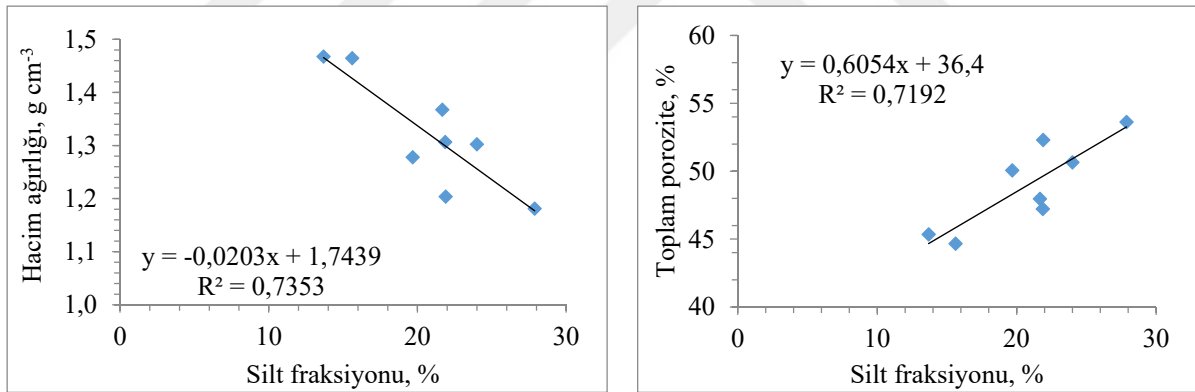 Hacim ağırlığı, g cm-3
1,5
1,4
1,3
1,2
1,1
1,0
y = -0,0203x + 1,7439
R² = 0,7353
0 10 20 30
Silt fraksiyonu, %
Toplam porozite, %
60
55
50
45
40
y = 0,6054x + 36,4
R² = 0,7192
0 10 20 30
Silt fraksiyonu, %